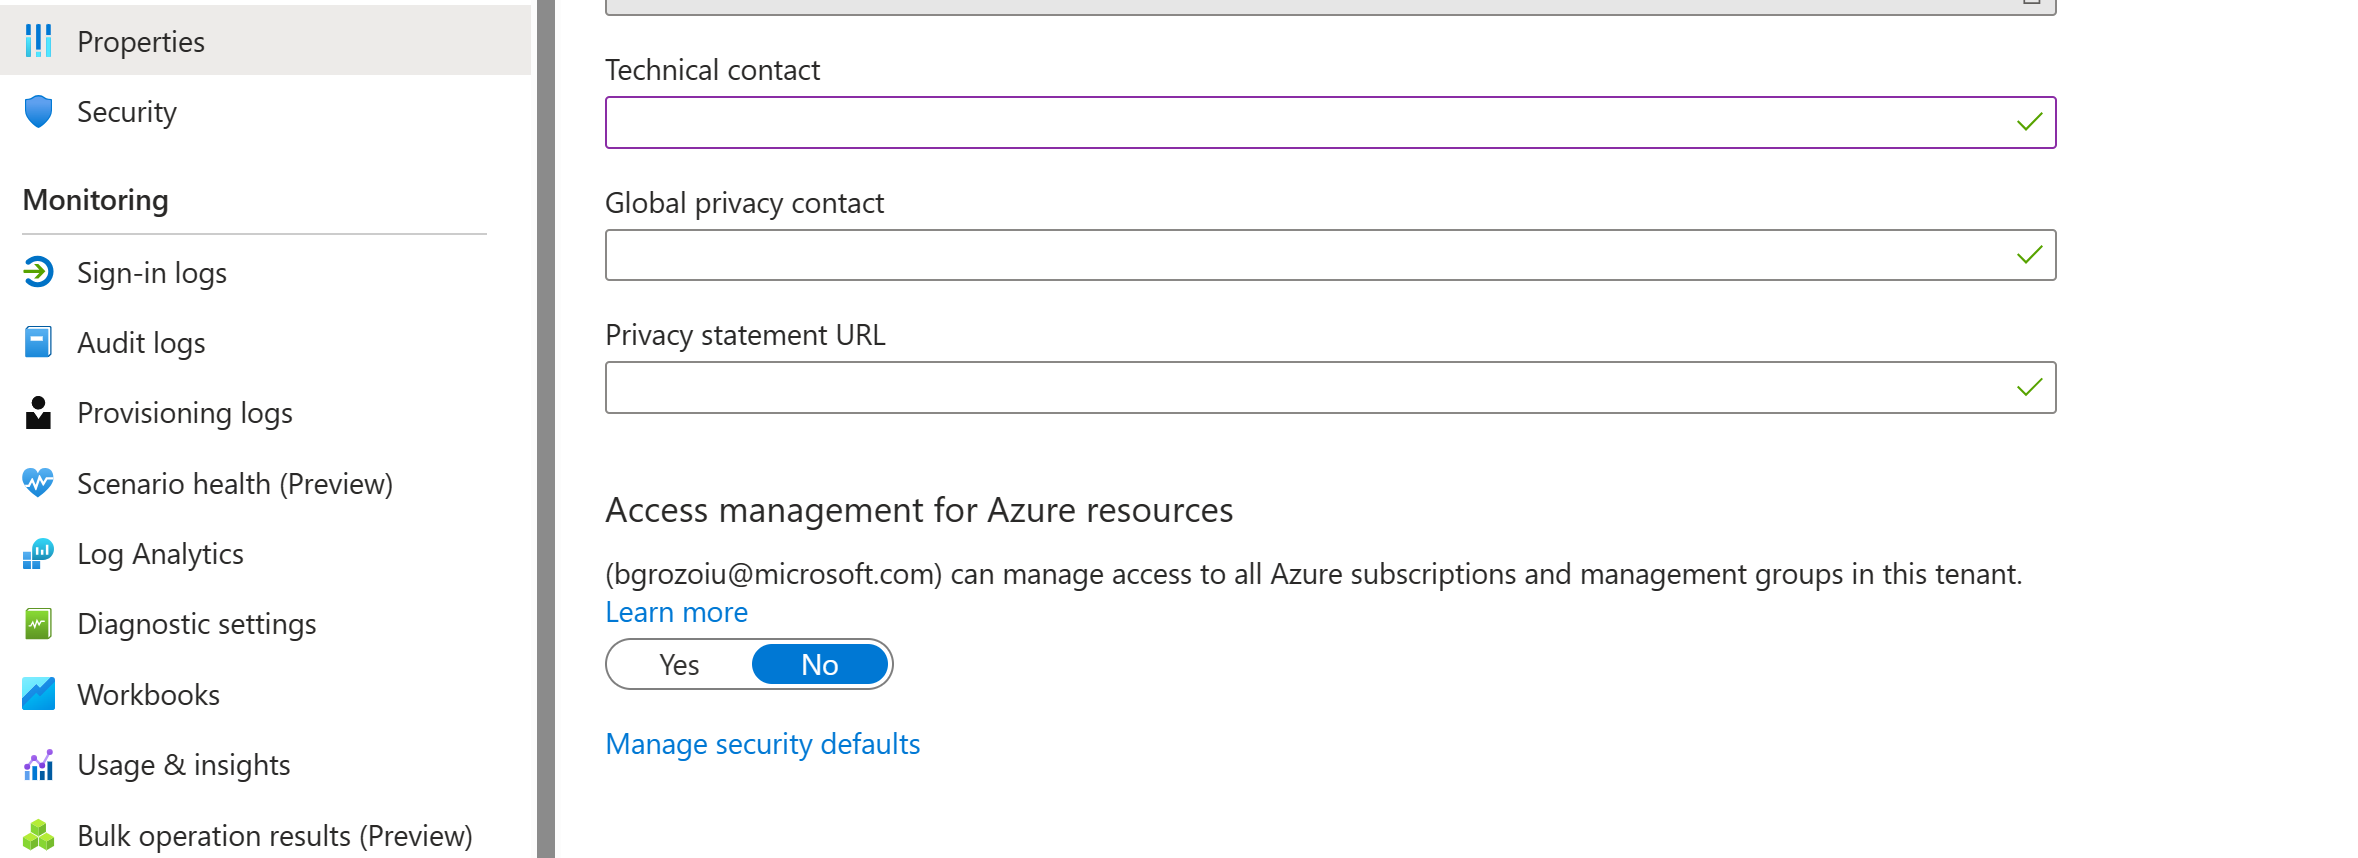 Properties
Security
Monitoring
Sign-in logs
Audit logs
Provisioning logs
Scenario health (Preview)
Log Analytics
Diagnostic settings
Workbooks
Usage & insights
Bulk operation results (Preview)
Technical contact
Global privacy contact
Privacy statement URL
Access management for Azure resources
(bgrozoiu@microsoft.com) can manage access to all Azure subscriptions and management groups in this tenant.
Learn more
Yes No
Manage security defaults